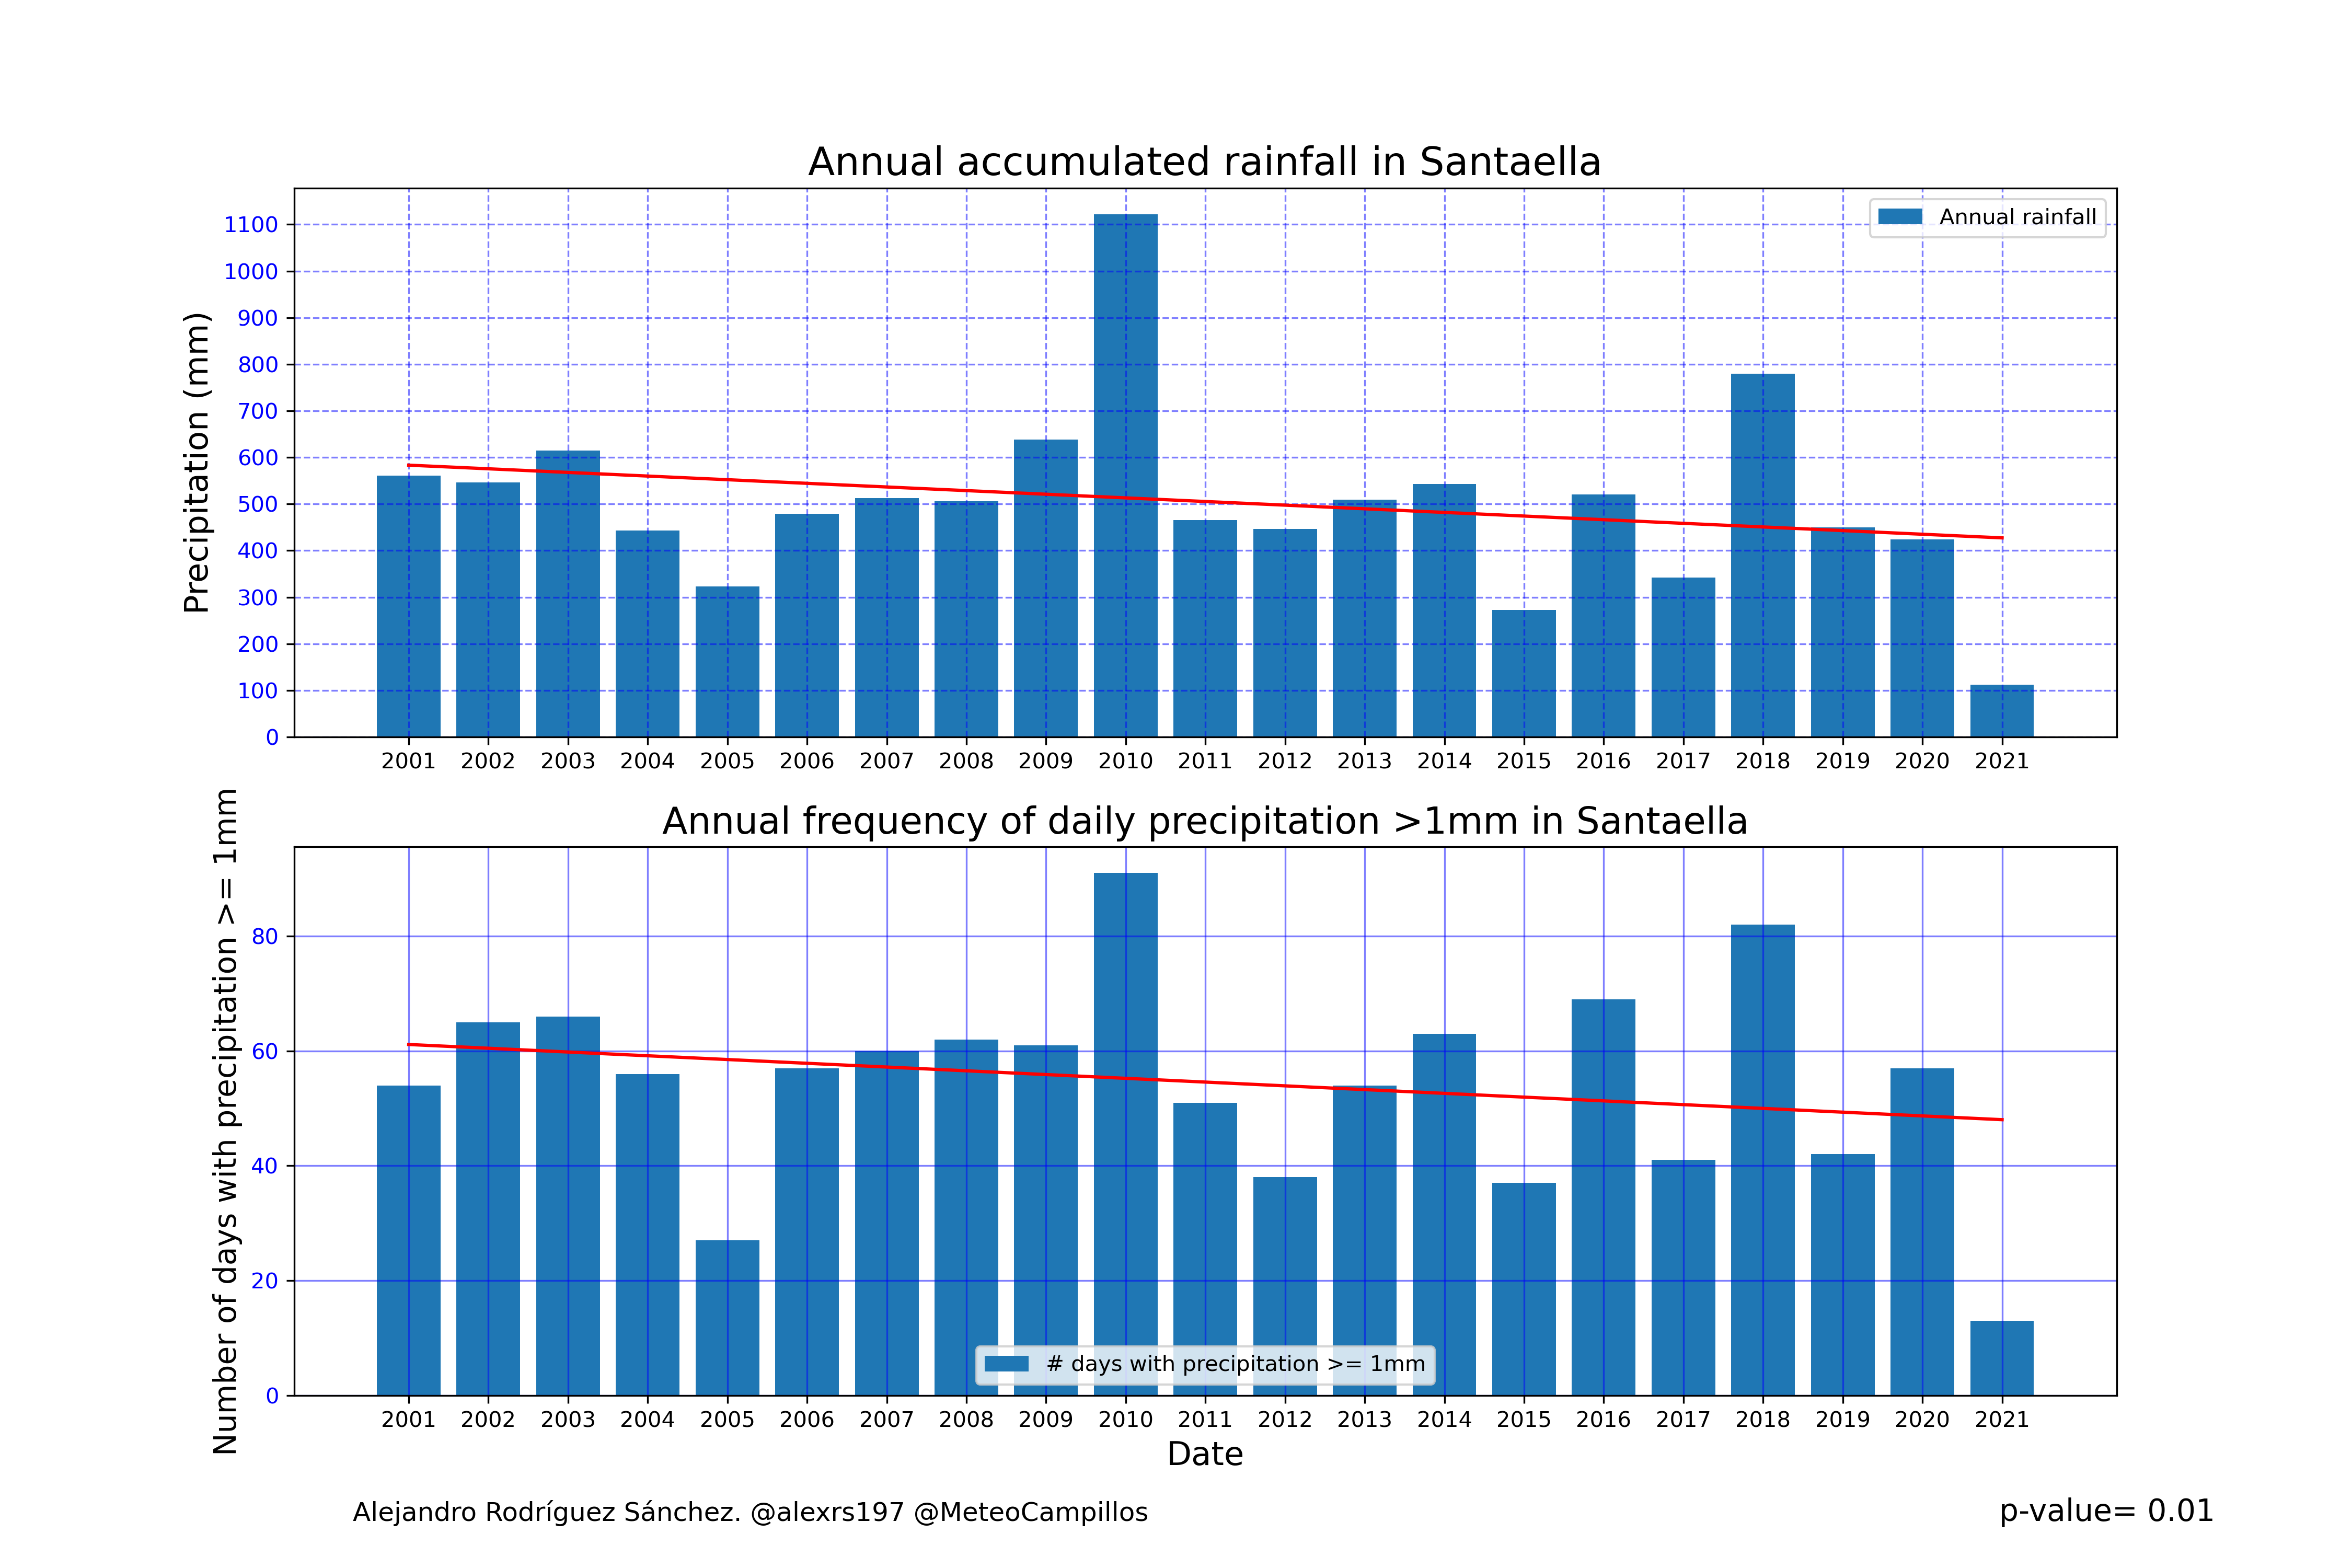 Annual accumulated rainfall in Santaella
Precipitation (mm)
1100
1000
900
800
700
600
500
400
300
200
100
0
Annual rainfall
2001 2002 2003 2004 2005 2006 2007 2008 2009 2010 2011 2012 2013 2014 2015 2016 2017 2018 2019 2020 2021
Annual frequency of daily precipitation >1mm in Santaella
Number of days with precipitation >= 1mm
80
60
40
20
0
# days with precipitation >= 1mm
2001 2002 2003 2004 2005 2006 2007 2008 2009 2010 2011 2012 2013 2014 2015 2016 2017 2018 2019 2020 2021
Date
Alejandro Rodríguez Sánchez. @alexrs197 @MeteoCampillos
p-value= 0.01